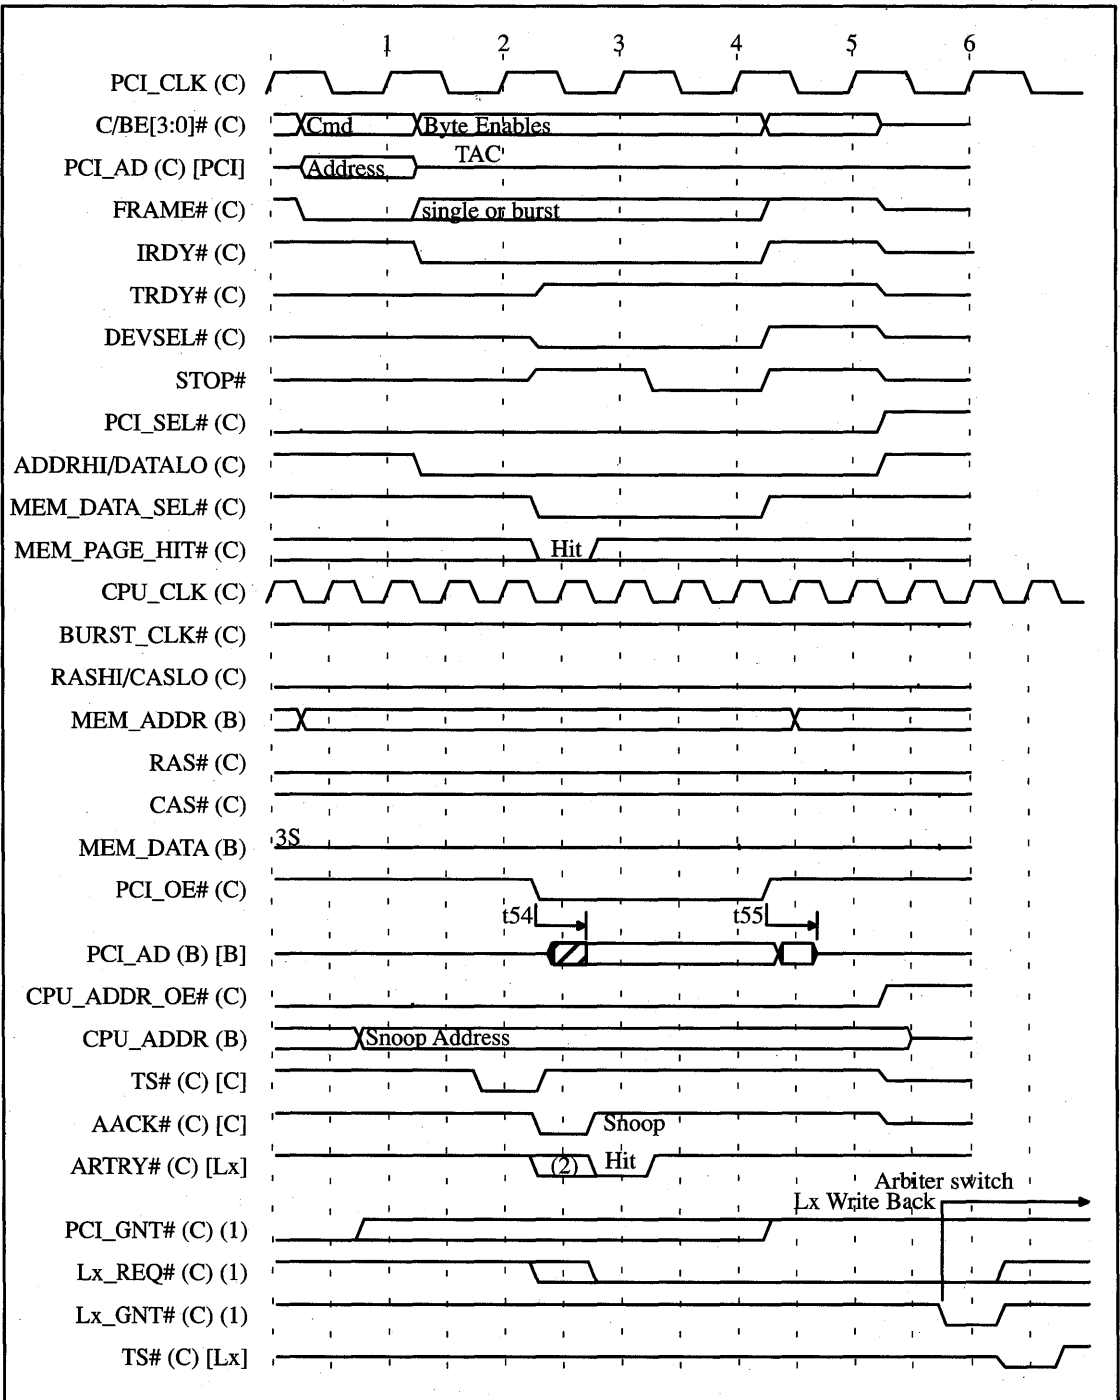 1 2 3 4 5 6
PCI_CLK (C)
C/BE[3:0]# (C) Cmd Byte Enables
TAC
PCI_AD (C) [PCI] Address
FRAME# (C) single or burst
IRDY# (C)
TRDY# (C)
DEVSEL# (C)
STOP#
PCI_SEL# (C)
ADDRHI/DATALO (C)
MEM_DATA_SEL# (C)
MEM_PAGE_HIT# (C) Hit
CPU_CLK (C)
BURST_CLK# (C)
RASHI/CASLO (C)
MEM_ADDR (B)
RAS# (C)
CAS# (C)
3S
MEM_DATA (B)
PCI_OE# (C)
t54 t55
PCI_AD (B) [B]
CPU_ADDR_OE# (C)
CPU_ADDR (B) Snoop Address
TS# (C) [C]
AACK# (C) [C] Snoop
ARTRY# (C) [Lx] (2) Hit
Arbiter switch
Lx Write Back
PCI_GNT# (C) (1)
Lx_REQ# (C) (1)
Lx_GNT# (C) (1)
TS# (C) [Lx]